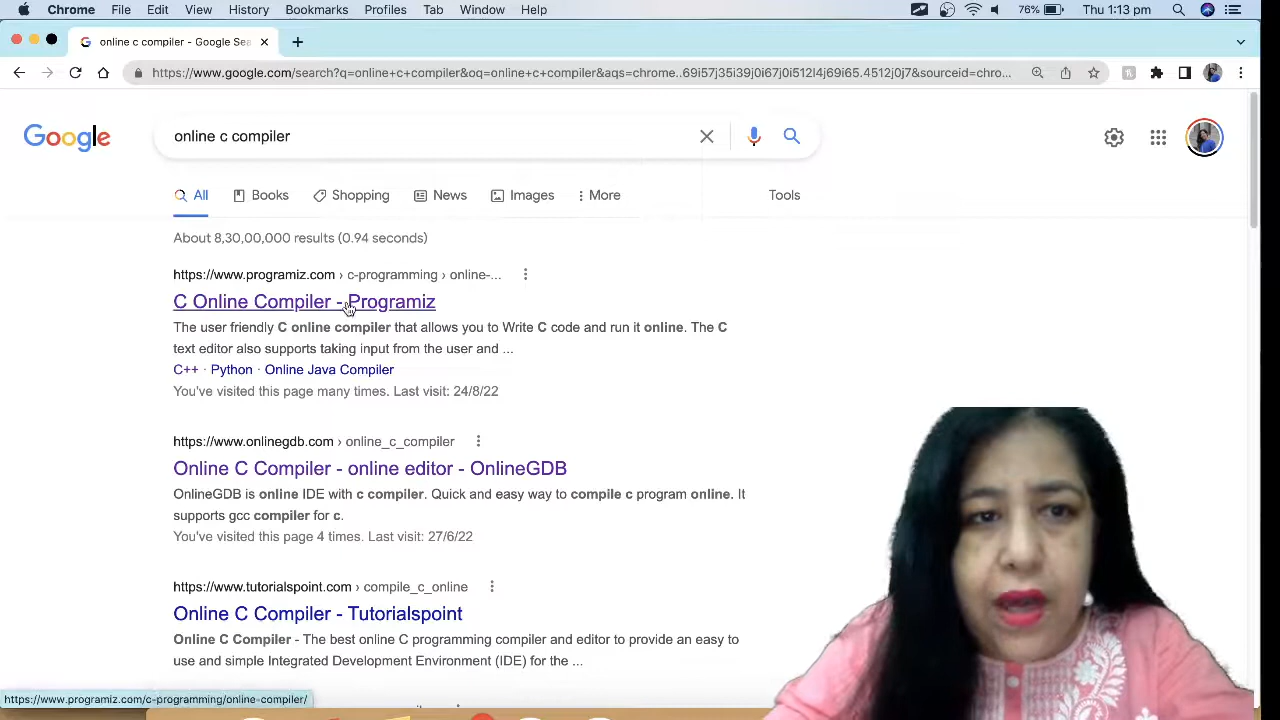 Chrome File Edit View History Bookmarks Profiles Tab Window Help 76% Thu 1:13 pm
online c compiler - Google Sea
https://www.google.com/search?q=online+c+compiler&oq=online+c+compiler&aqs=chrome..69i57j35i39j0i67j0i512l4j69i65.4512j0j7&sourceid=chro...
Google online c compiler
All Books Shopping News Images More Tools
About 8,30,00,000 results (0.94 seconds)
https://www.programiz.com › c-programming › online-...
C Online Compiler - Programiz
The user friendly C online compiler that allows you to Write C code and run it online. The C
text editor also supports taking input from the user and ...
C++ · Python · Online Java Compiler
You've visited this page many times. Last visit: 24/8/22
https://www.onlinegdb.com › online_c_compiler
Online C Compiler - online editor - OnlineGDB
OnlineGDB is online IDE with c compiler. Quick and easy way to compile c program online. It
supports gcc compiler for c.
You've visited this page 4 times. Last visit: 27/6/22
https://www.tutorialspoint.com › compile_c_online
Online C Compiler - Tutorialspoint
Online C Compiler - The best online C programming compiler and editor to provide an easy to
use and simple Integrated Development Environment (IDE) for the ...
https://www.programiz.com/c-programming/online-compiler/